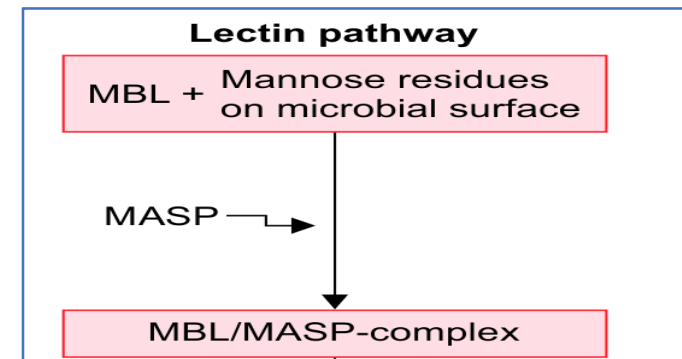 Lectin pathway
MBL + Mannose residues
on microbial surface
MASP
MBL/MASP-complex